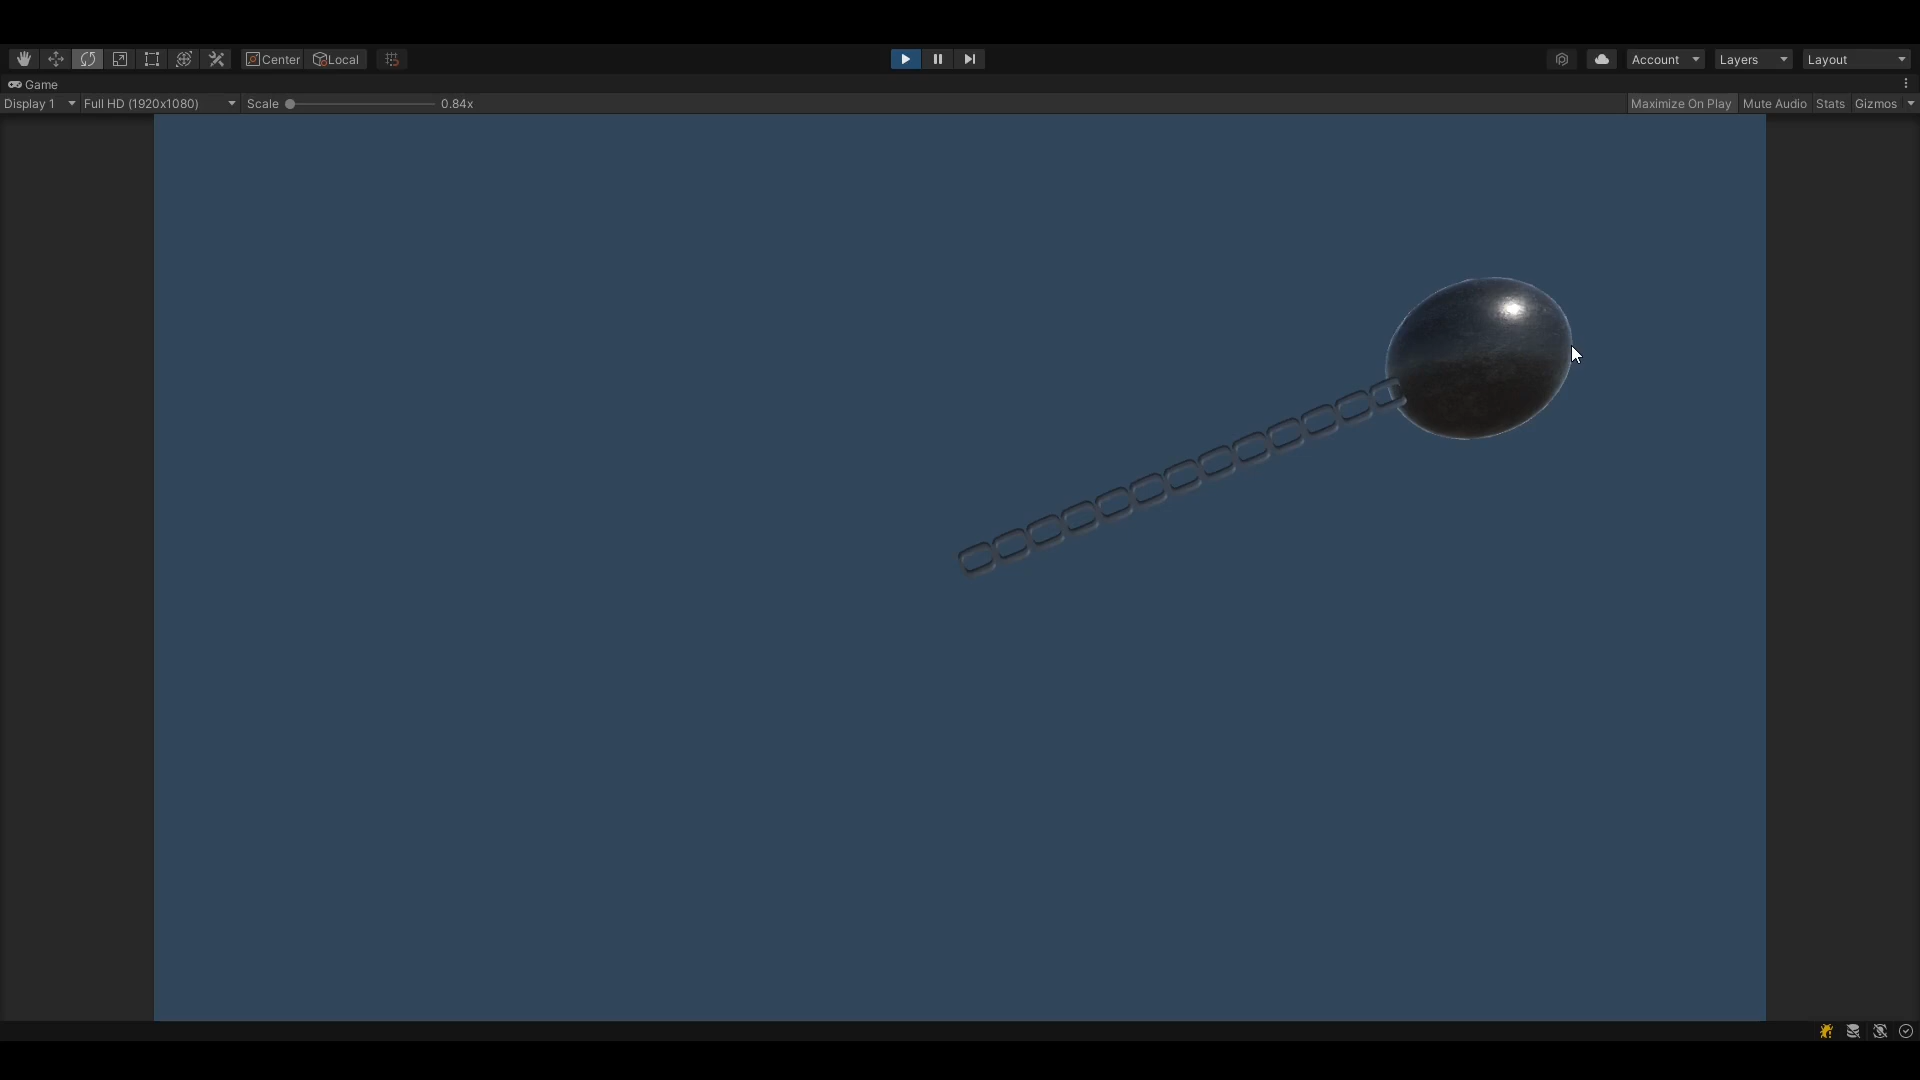 Center Local Account Layers Layout
Game
Display 1 Full HD (1920x1080) Scale 0.84x Maximize On Play Mute Audio Stats Gizmos